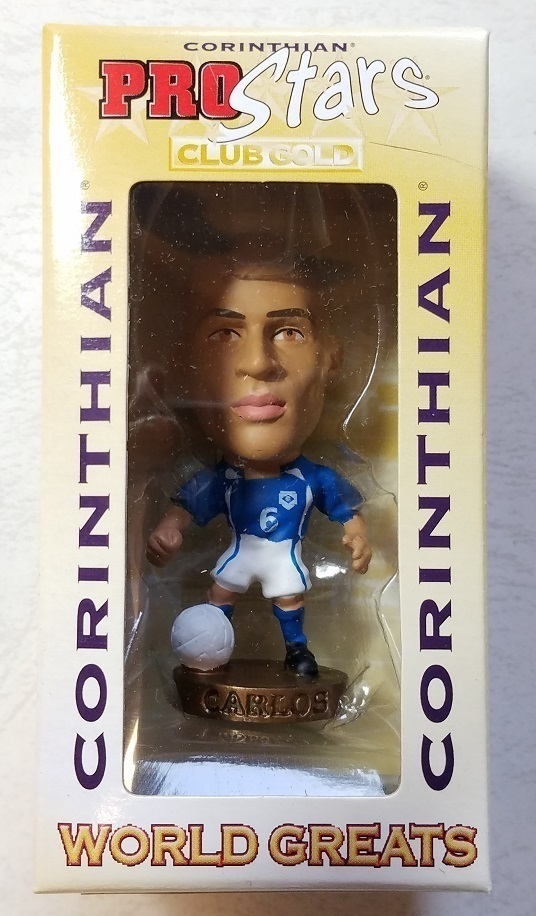 CORINTHIAN®
PROStars®
CLUB GOLD
CORINTHIAN®
CORINTHIAN®
6
CARLOS
WORLD GREATS